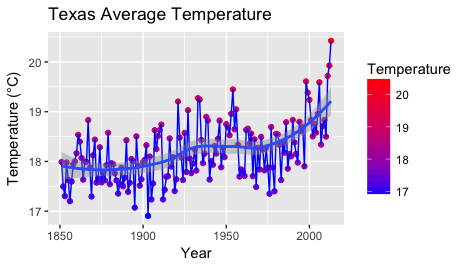 Texas Average Temperature
Temperature (°C)
20
19
18
17
1850 1900 1950 2000
Year
Temperature
20
19
18
17